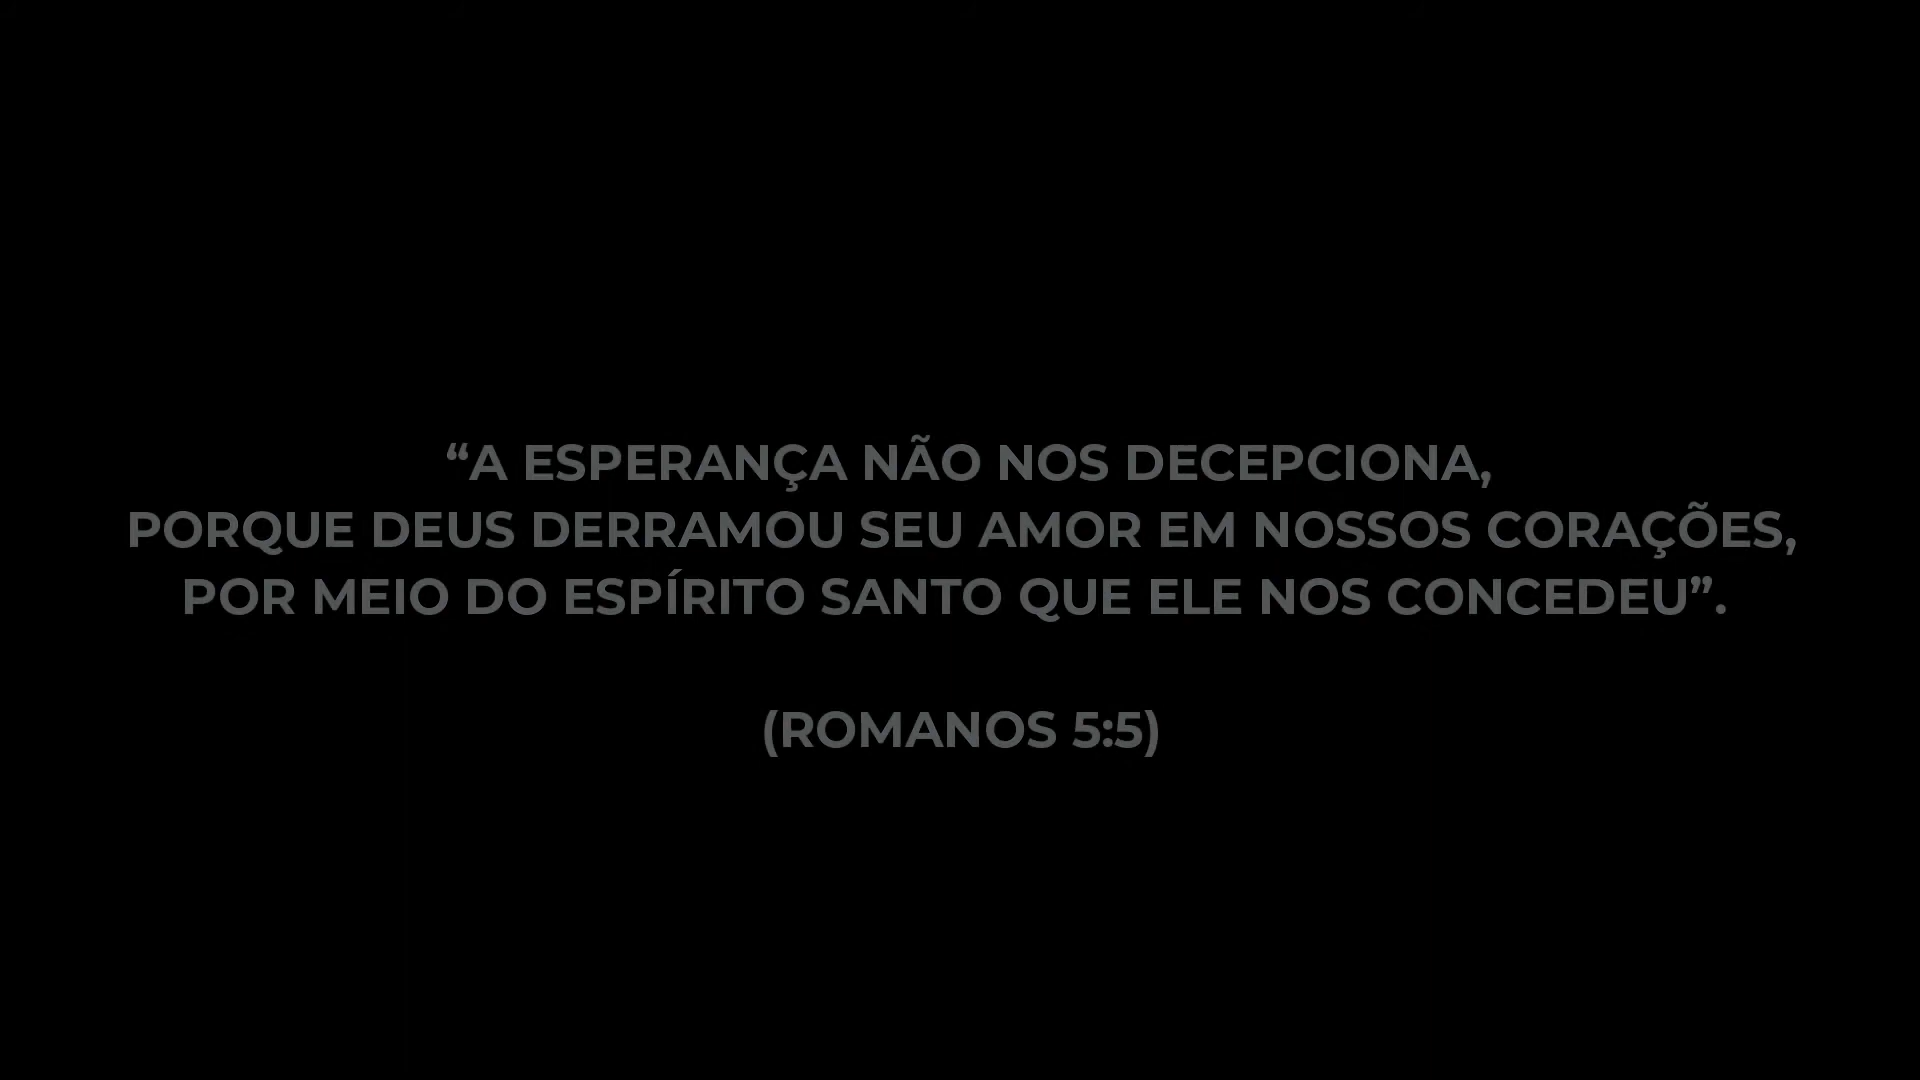 “A ESPERANÇA NÃO NOS DECEPCIONA,
PORQUE DEUS DERRAMOU SEU AMOR EM NOSSOS CORAÇÕES,
POR MEIO DO ESPÍRITO SANTO QUE ELE NOS CONCEDEU”.
(ROMANOS 5:5)